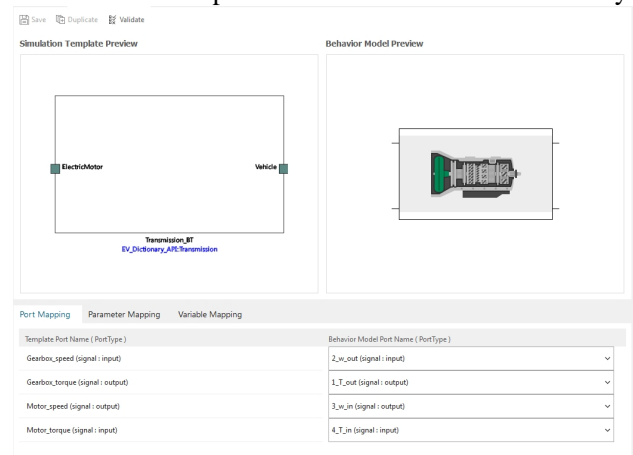 Save Duplicate Validate
Simulation Template Preview Behavior Model Preview
ElectricMotor Vehicle
Transmission_BT
EV_Dictionary_API:Transmission
Port Mapping Parameter Mapping Variable Mapping
Template Port Name ( PortType ) Behavior Model Port Name ( PortType )
Gearbox_speed (signal : input) 2_w_out (signal : input)
Gearbox_torque (signal : output) 1_T_out (signal : output)
Motor_speed (signal : output) 3_w_in (signal : output)
Motor_torque (signal : input) 4_T_in (signal : input)